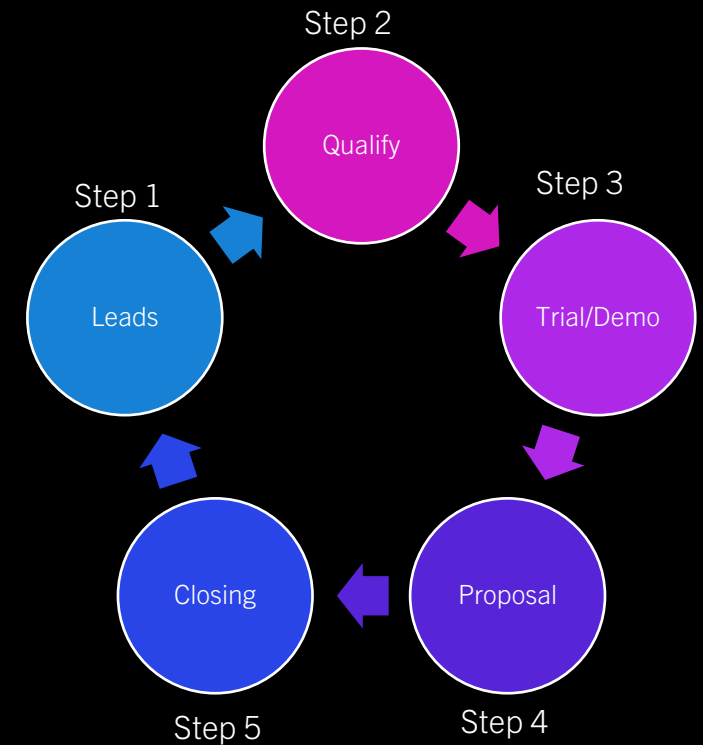 Step 1
Leads
Step 2
Qualify
Step 3
Trial/Demo
Step 4
Proposal
Step 5
Closing